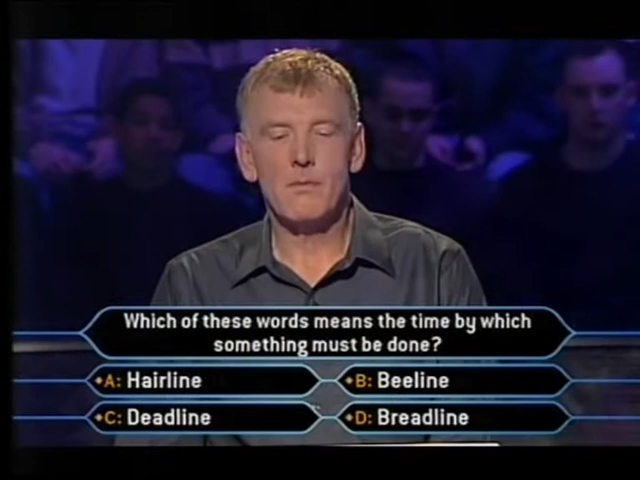 Which of these words means the time by which
something must be done?
A: Hairline
B: Beeline
C: Deadline
D: Breadline